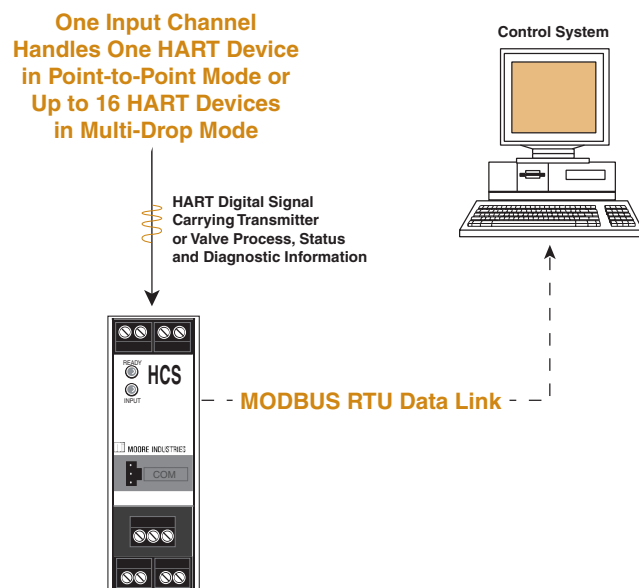 One Input Channel
Handles One HART Device
in Point-to-Point Mode or
Up to 16 HART Devices
in Multi-Drop Mode
Control System
HART Digital Signal
Carrying Transmitter
or Valve Process, Status
and Diagnostic Information
READY
HCS
INPUT
MODBUS RTU Data Link
MOORE INDUSTRIES
COM